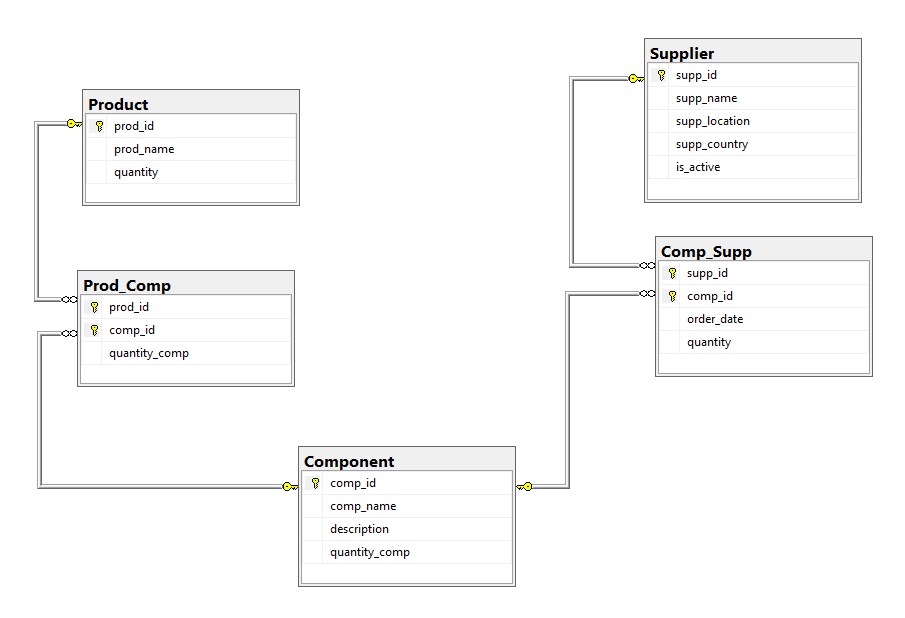 Product
prod_id
prod_name
quantity
Prod_Comp
prod_id
comp_id
quantity_comp
Component
comp_id
comp_name
description
quantity_comp
Supplier
supp_id
supp_name
supp_location
supp_country
is_active
Comp_Supp
supp_id
comp_id
order_date
quantity